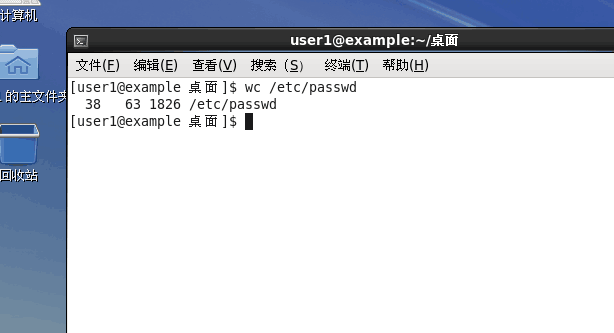 计算机
的主文件夹
回收站
user1@example:~/桌面
文件(F) 编辑(E) 查看(V) 搜索 (S) 终端(T) 帮助(H)
[user1@example 桌面]$ wc /etc/passwd
38 63 1826 /etc/passwd
[user1@example 桌面]$